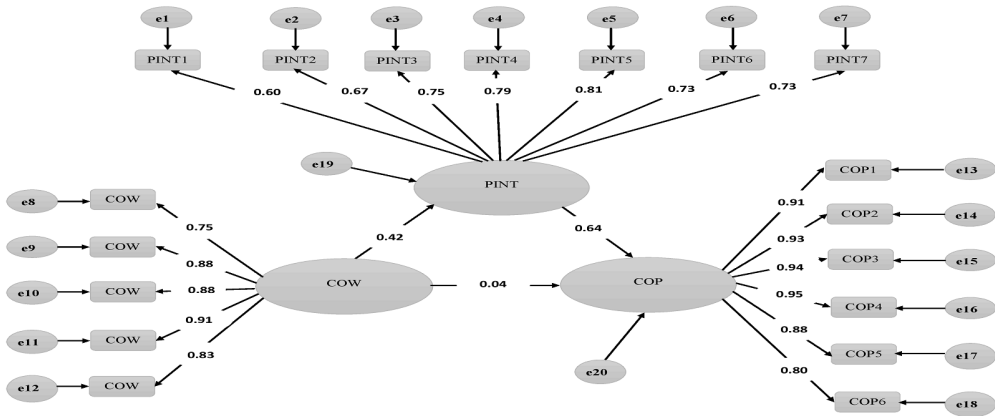 e1 e2 e3 e4 e5 e6 e7
PINT1 PINT2 PINT3 PINT4 PINT5 PINT6 PINT7
0.60 0.67 0.75 0.79 0.81 0.73 0.73
e19
PINT
COP1
e13
e8
COW
0.75
0.91
COP2
e14
0.93
e9
COW
0.88
0.42
0.64
0.94
COP3
e15
e10
COW
0.88
COW
0.04
COP
0.95
COP4
e16
e11
COW
0.91
0.88
COP5
e17
e12
COW
0.83
e20
0.80
COP6
e18